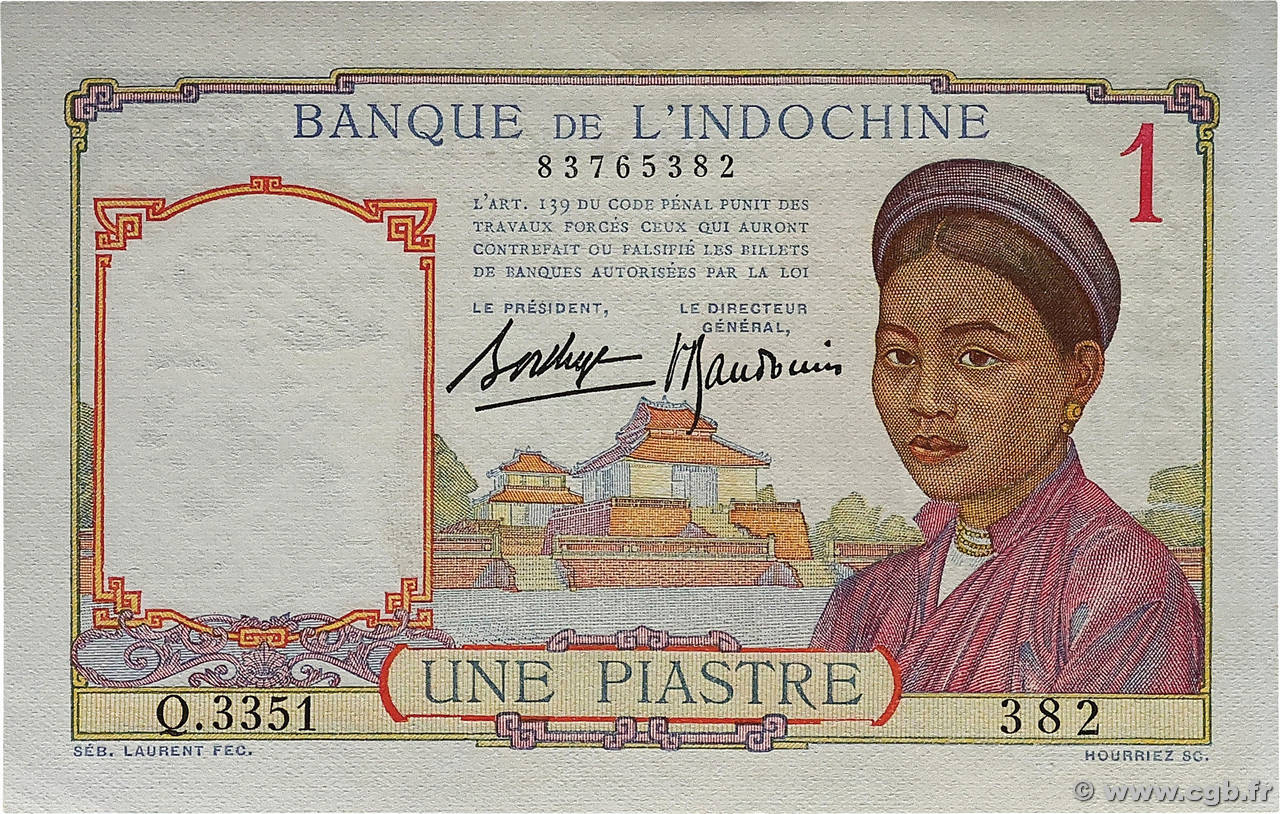 BANQUE DE L'INDOCHINE
1
83765382
L'ART. 139 DU CODE PÉNAL PUNIT DES
TRAVAUX FORCÉS CEUX QUI AURONT
CONTREFAIT OU FALSIFIÉ LES BILLETS
DE BANQUES AUTORISÉES PAR LA LOI
LE PRÉSIDENT,
LE DIRECTEUR
GÉNÉRAL,
UNE PIASTRE
Q.3351
382
SÉB. LAURENT FEC.
HOURRIEZ SC.
© www.cgb.fr